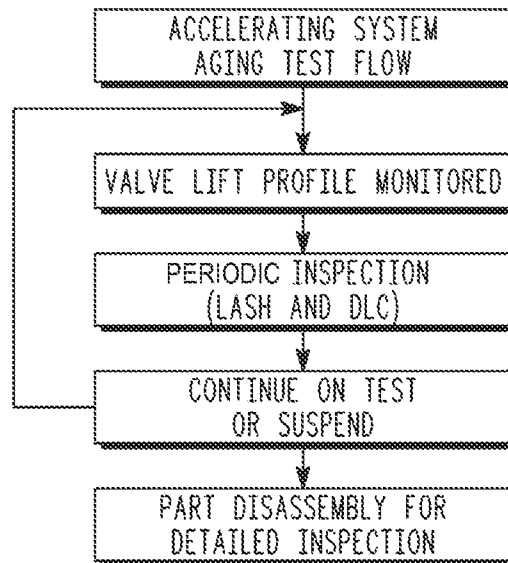 ACCELERATING SYSTEM
AGING TEST FLOW
VALVE LIFT PROFILE MONITORED
PERIODIC INSPECTION
(LASH AND DLC)
CONTINUE ON TEST
OR SUSPEND
PART DISASSEMBLY FOR
DETAILED INSPECTION